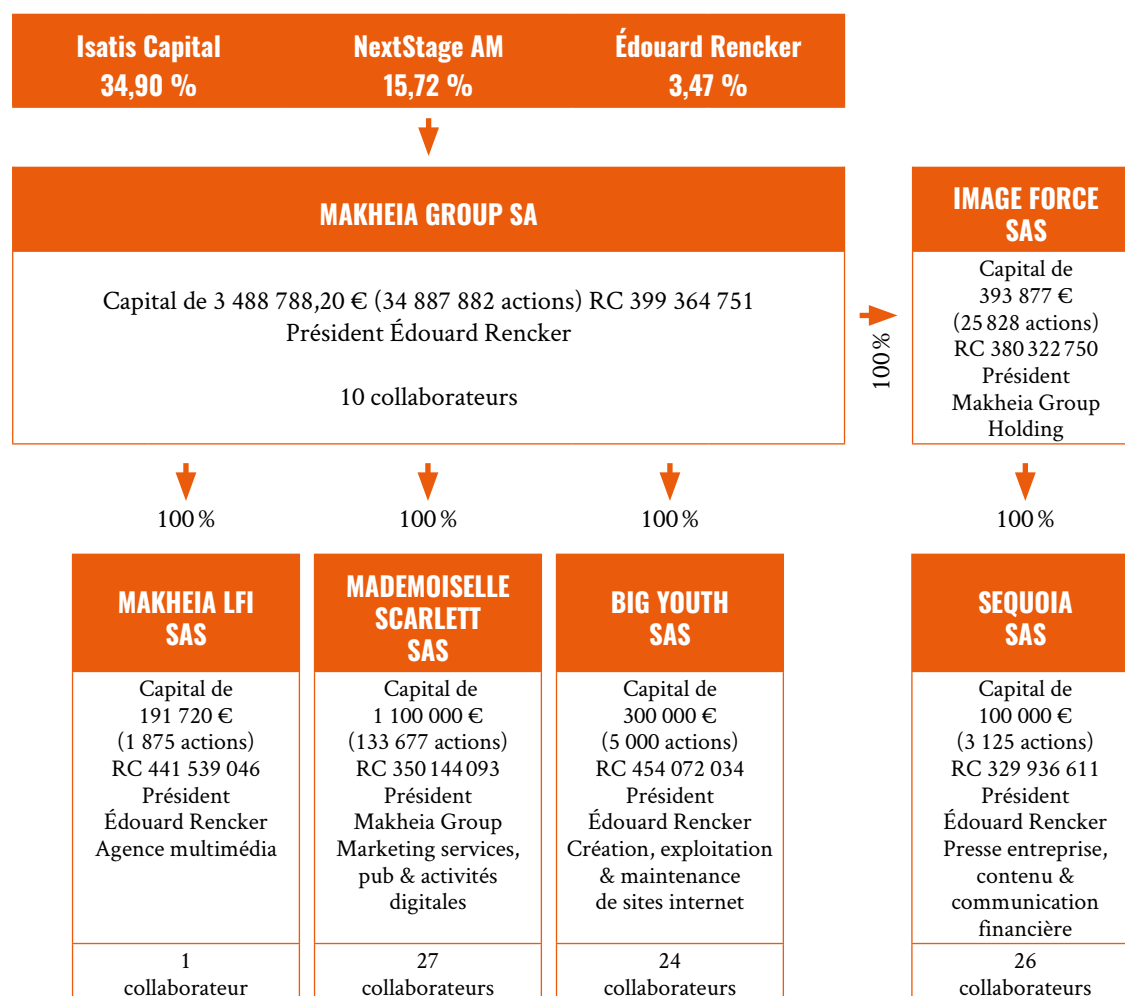 Isatis Capital
34,90 %
NextStage AM
15,72 %
Édouard Rencker
3,47 %
MAKHEIA GROUP SA
Capital de 3 488 788,20 € (34 887 882 actions) RC 399 364 751
Président Édouard Rencker
10 collaborateurs
100%
IMAGE FORCE
SAS
Capital de
393 877 €
(25 828 actions)
RC 380 322 750
Président
Makheia Group
Holding
100 %
100 %
100 %
100 %
MAKHEIA LFI
SAS
Capital de
191 720 €
(1 875 actions)
RC 441 539 046
Président
Édouard Rencker
Agence multimédia
1
collaborateur
MADEMOISELLE
SCARLETT
SAS
Capital de
1 100 000 €
(133 677 actions)
RC 350 144 093
Président
Makheia Group
Marketing services,
pub & activités
digitales
27
collaborateurs
BIG YOUTH
SAS
Capital de
300 000 €
(5 000 actions)
RC 454 072 034
Président
Édouard Rencker
Création, exploitation
& maintenance
de sites internet
24
collaborateurs
SEQUOIA
SAS
Capital de
100 000 €
(3 125 actions)
RC 329 936 611
Président
Édouard Rencker
Presse entreprise,
contenu &
communication
financière
26
collaborateurs